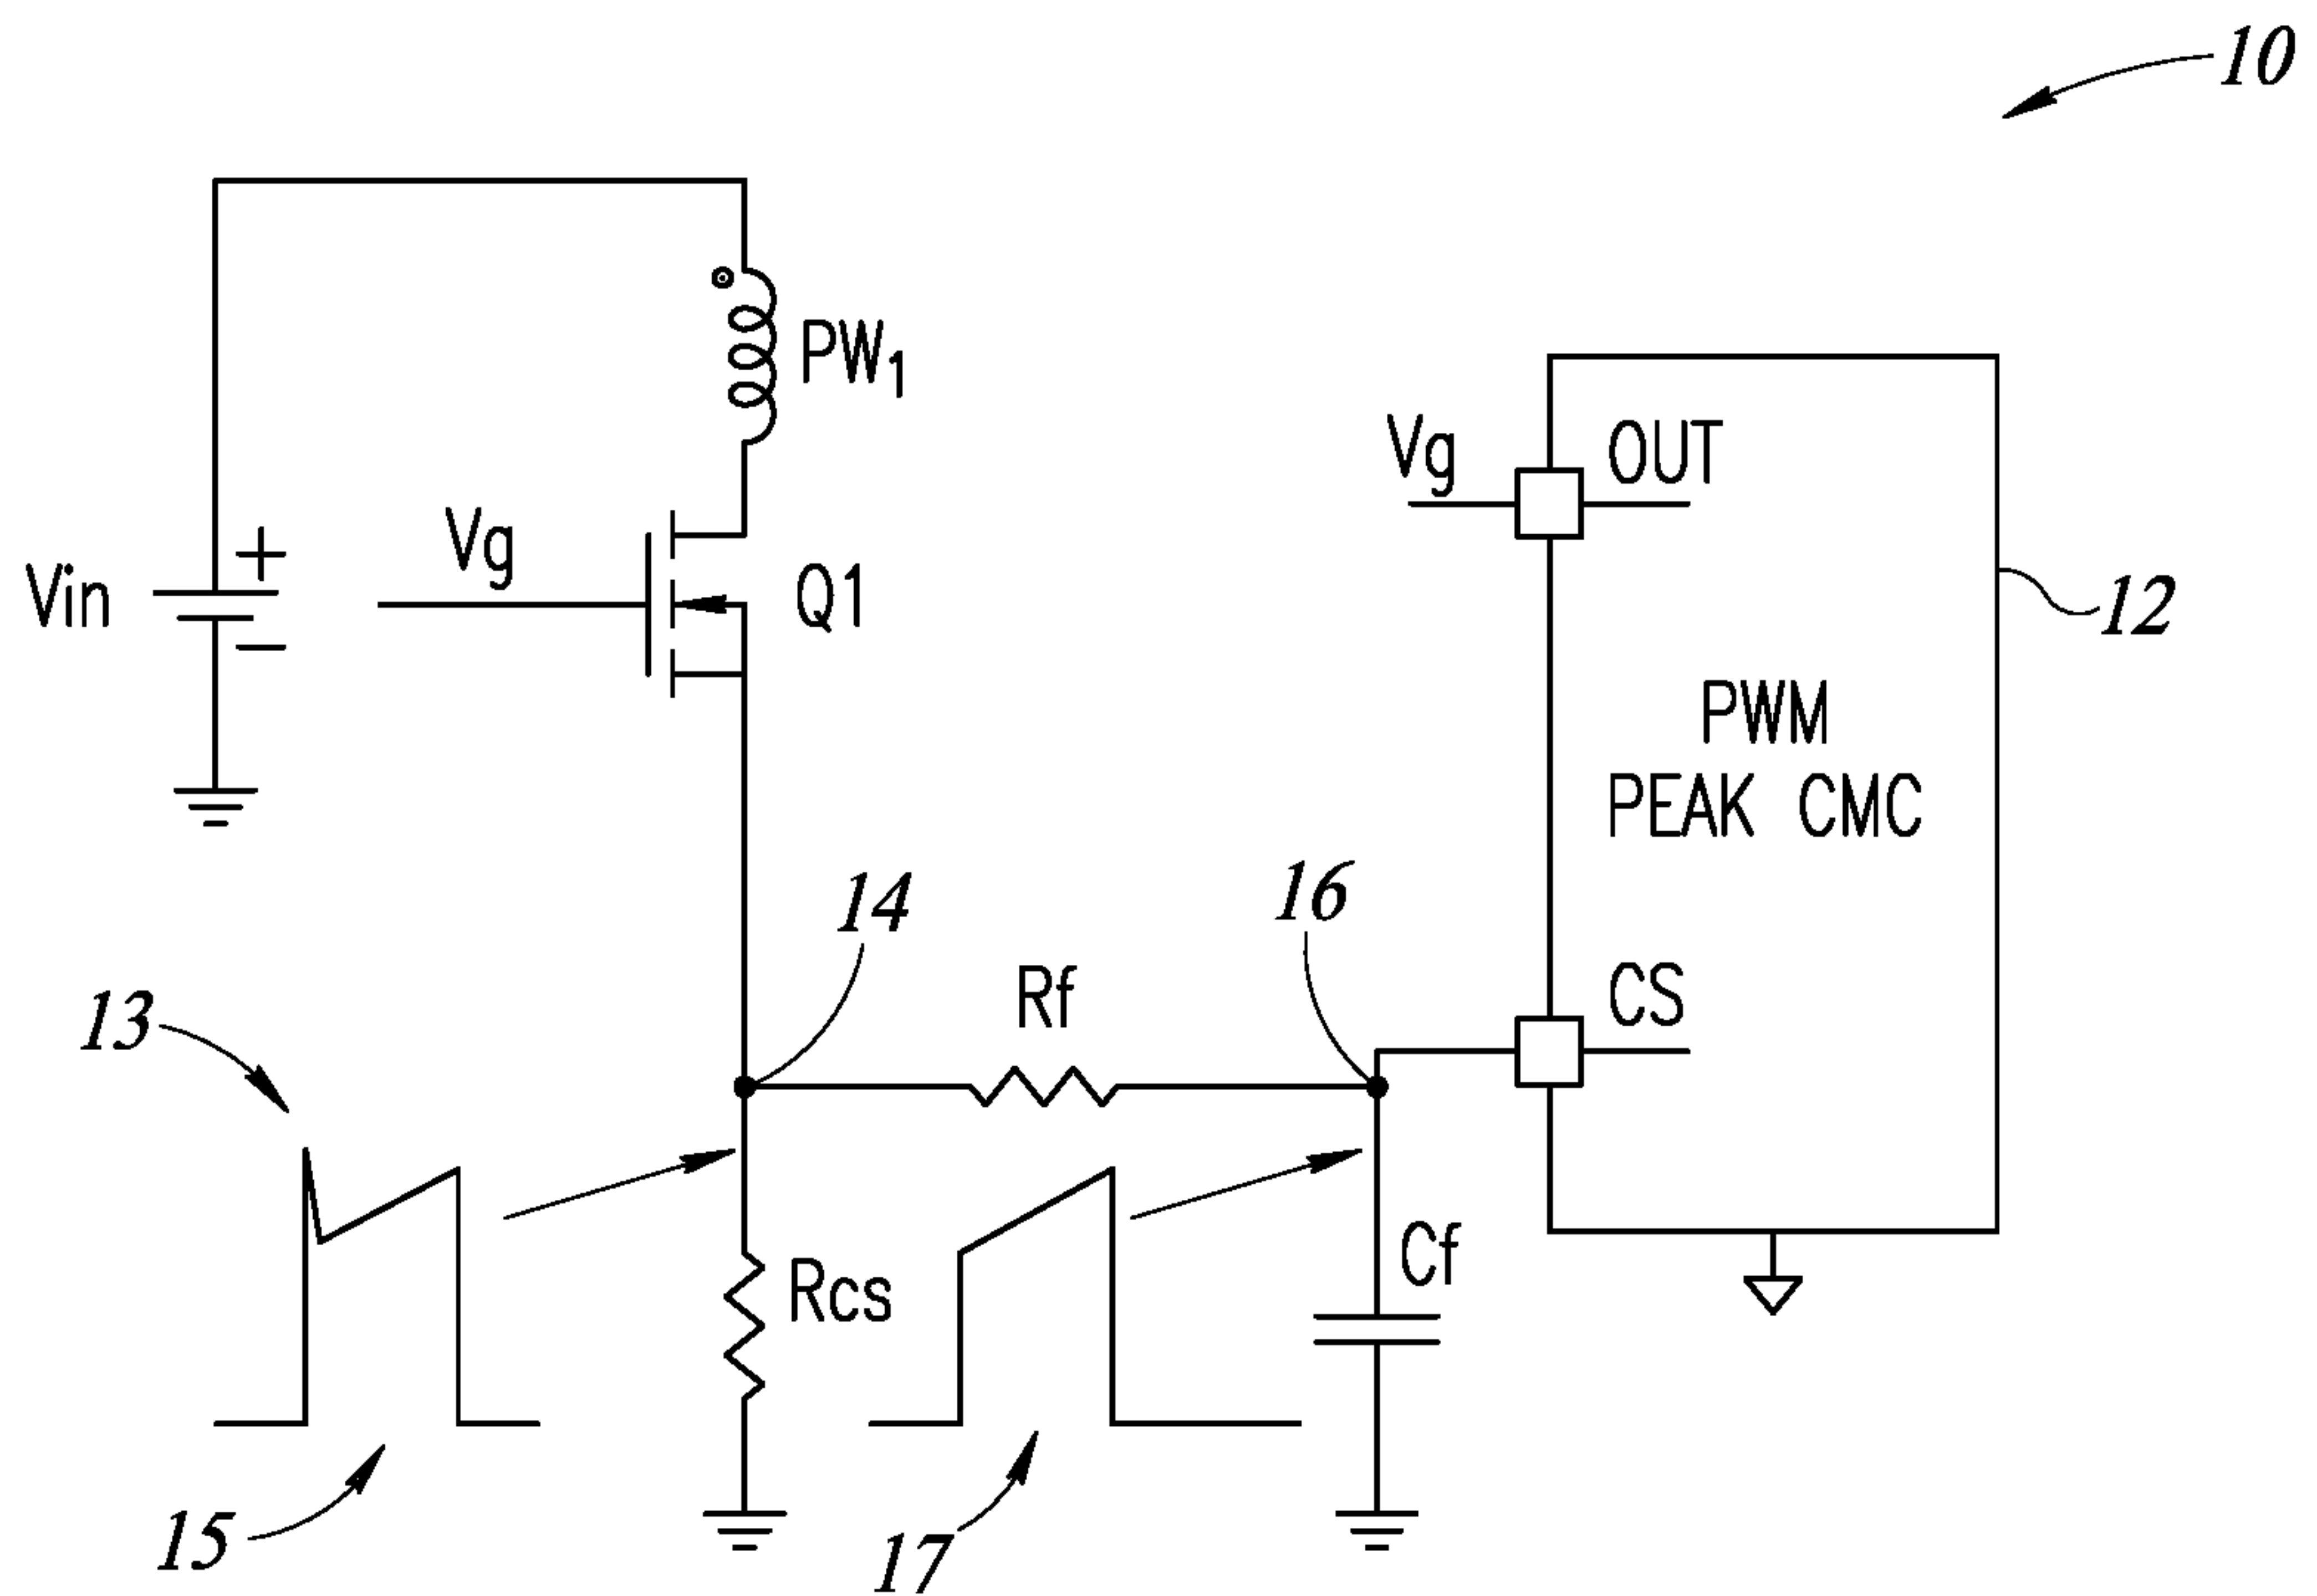 10
PW1
Vg
OUT
Vin
+
−
Vg
Q1
12
PWM
PEAK CMC
14
16
13
Rf
CS
Rcs
Cf
15
17